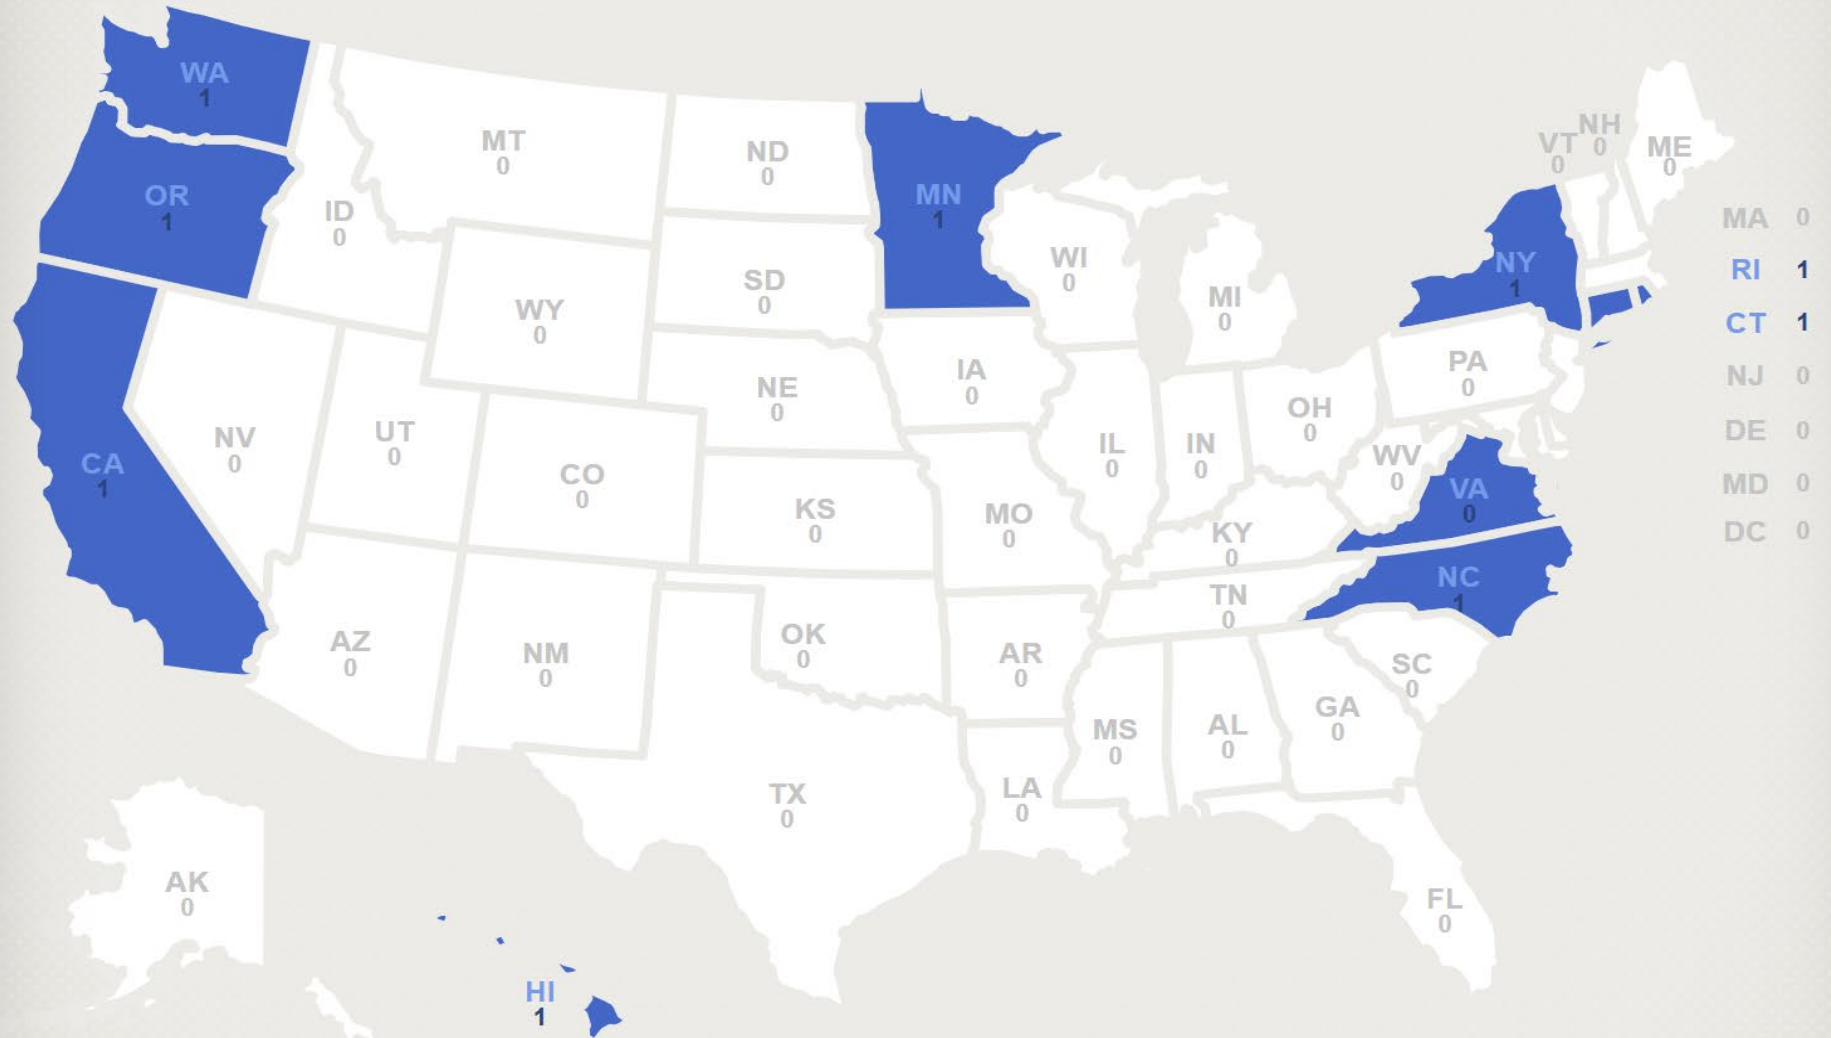 WA
1
OR
1
CA
1
ID
0
NV
0
MT
0
WY
0
UT
0
CO
0
AZ
0
NM
0
ND
0
SD
0
NE
0
KS
0
OK
0
TX
0
MN
1
IA
0
MO
0
AR
0
LA
0
WI
0
IL
0
MI
0
IN
0
OH
0
KY
0
TN
0
MS
0
AL
0
GA
0
FL
0
SC
0
NC
1
VA
0
WV
0
PA
0
NY
1
VT
0
NH
0
ME
0
MA 0
RI 1
CT 1
NJ 0
DE 0
MD 0
DC 0
AK
0
HI
1